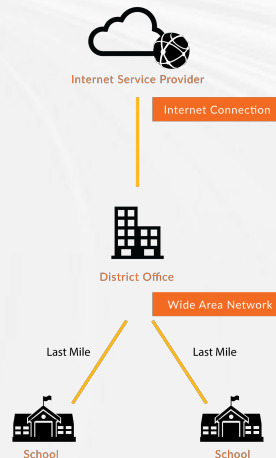 Internet Service Provider
Internet Connection
District Office
Wide Area Network
Last Mile
Last Mile
School
School